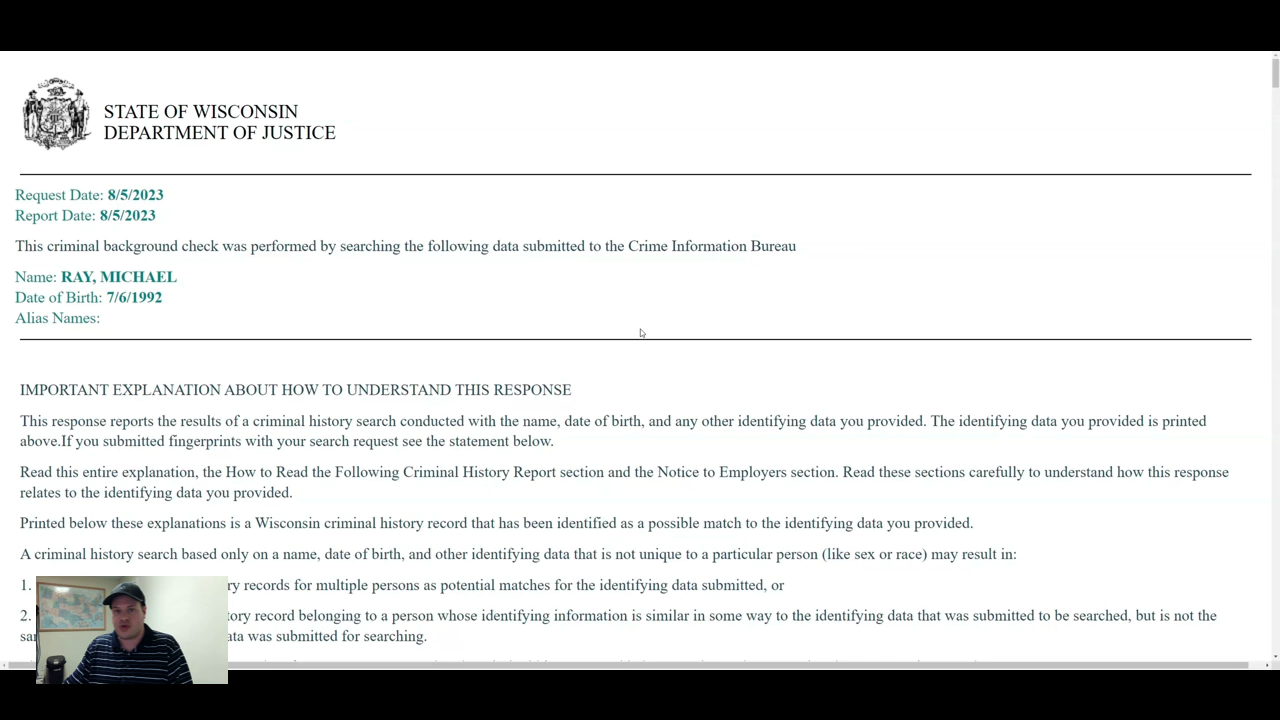 STATE OF WISCONSIN
DEPARTMENT OF JUSTICE
Request Date: 8/5/2023
Report Date: 8/5/2023
This criminal background check was performed by searching the following data submitted to the Crime Information Bureau
Name: RAY, MICHAEL
Date of Birth: 7/6/1992
Alias Names:
IMPORTANT EXPLANATION ABOUT HOW TO UNDERSTAND THIS RESPONSE
This response reports the results of a criminal history search conducted with the name, date of birth, and any other identifying data you provided. The identifying data you provided is printed
above.If you submitted fingerprints with your search request see the statement below.
Read this entire explanation, the How to Read the Following Criminal History Report section and the Notice to Employers section. Read these sections carefully to understand how this response
relates to the identifying data you provided.
Printed below these explanations is a Wisconsin criminal history record that has been identified as a possible match to the identifying data you provided.
A criminal history search based only on a name, date of birth, and other identifying data that is not unique to a particular person (like sex or race) may result in:
1. ry records for multiple persons as potential matches for the identifying data submitted, or
2. tory record belonging to a person whose identifying information is similar in some way to the identifying data that was submitted to be searched, but is not the
sa ata was submitted for searching.